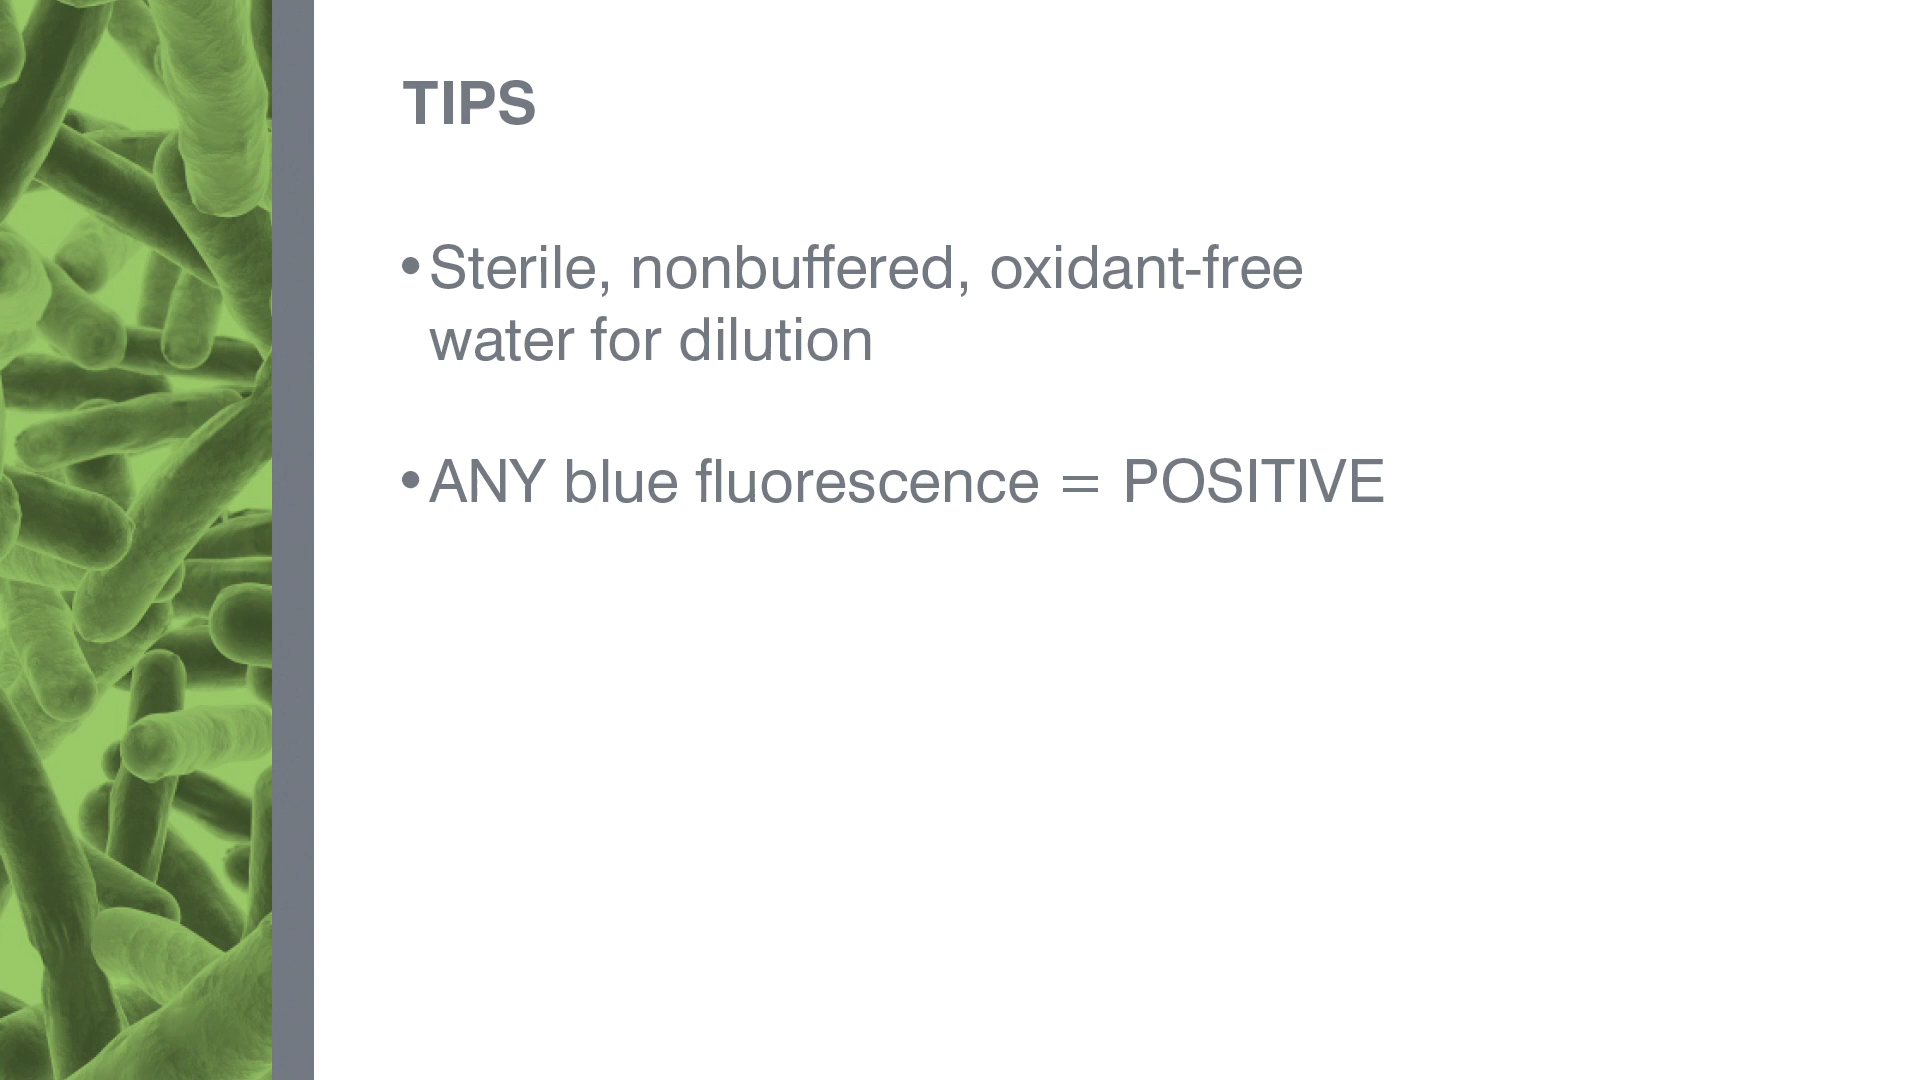 TIPS
•Sterile, nonbuffered, oxidant-free
water for dilution
•ANY blue fluorescence = POSITIVE